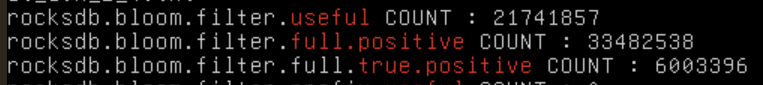 rocksdb.bloom.filter.useful COUNT : 21741857
rocksdb.bloom.filter.full.positive COUNT : 33482538
rocksdb.bloom.filter.full.true.positive COUNT : 6003396